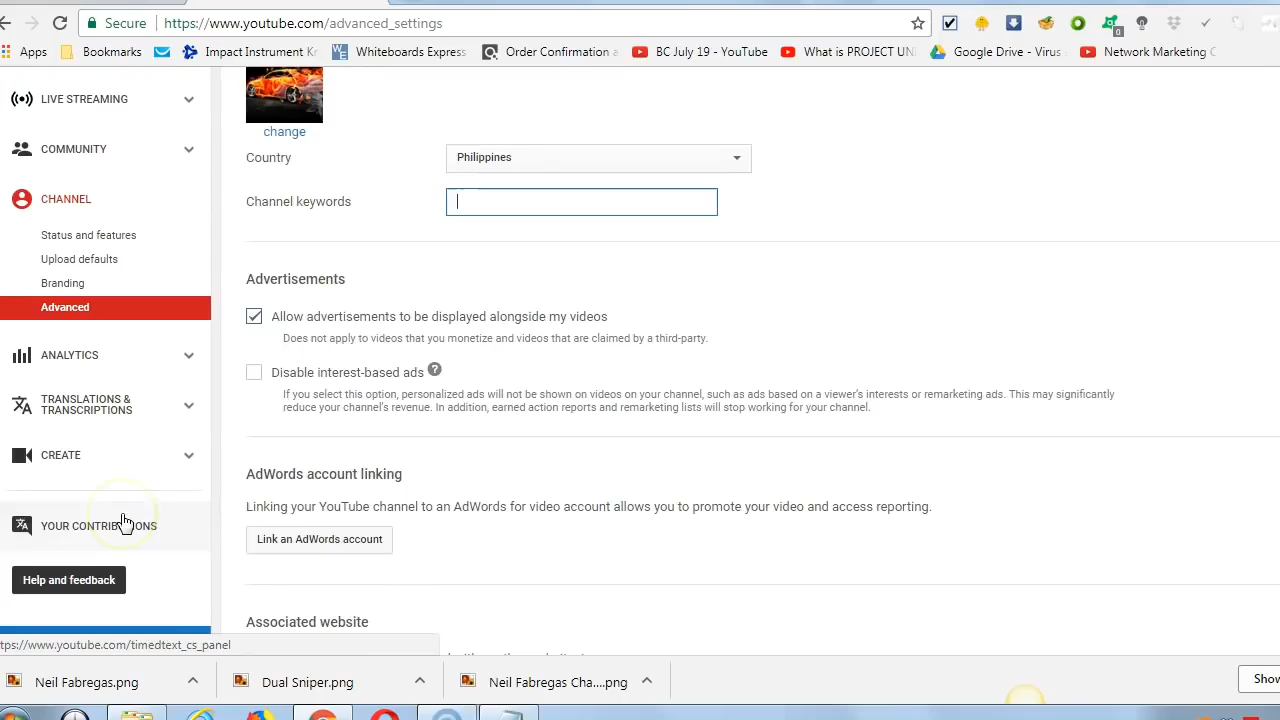 Secure https://www.youtube.com/advanced_settings
0
Apps Bookmarks Impact Instrument Kr Whiteboards Express Order Confirmation a BC July 19 - YouTube What is PROJECT UNI Google Drive - Virus Network Marketing C
LIVE STREAMING
COMMUNITY
CHANNEL
Status and features
Upload defaults
Branding
Advanced
ANALYTICS
TRANSLATIONS &
TRANSCRIPTIONS
CREATE
YOUR CONTRIBUTIONS
Help and feedback
change
Country Philippines
Channel keywords
Advertisements
Allow advertisements to be displayed alongside my videos
Does not apply to videos that you monetize and videos that are claimed by a third-party.
Disable interest-based ads ?
If you select this option, personalized ads will not be shown on videos on your channel, such as ads based on a viewer's interests or remarketing ads. This may significantly
reduce your channel's revenue. In addition, earned action reports and remarketing lists will stop working for your channel.
AdWords account linking
Linking your YouTube channel to an AdWords for video account allows you to promote your video and access reporting.
Link an AdWords account
Associated website
tps://www.youtube.com/timedtext_cs_panel
Neil Fabregas.png Dual Sniper.png Neil Fabregas Cha....png Show